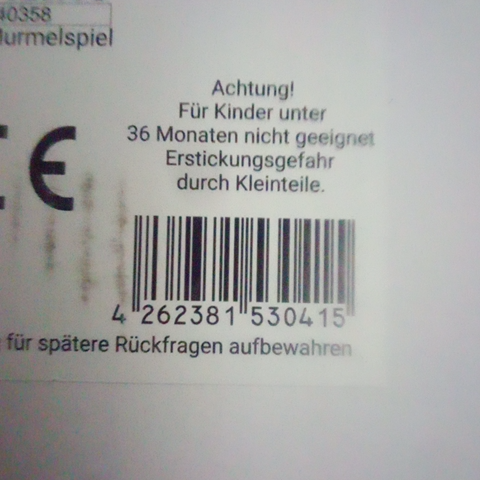 40358
Murmelspiel
Achtung!
Für Kinder unter
36 Monaten nicht geeignet
Erstickungsgefahr
durch Kleinteile.
CE
4 262381 530415
für spätere Rückfragen aufbewahren